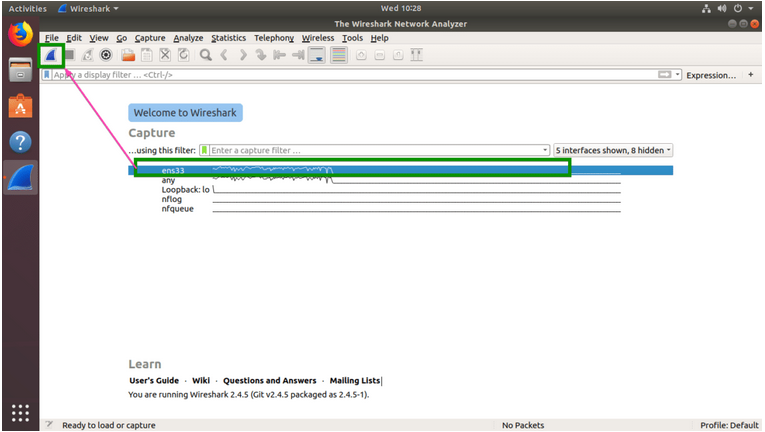 Activities Wireshark Wed 10:28
The Wireshark Network Analyzer
File Edit View Go Capture Analyze Statistics Telephony Wireless Tools Help
Apply a display filter ... <Ctrl-/> Expression... +
Welcome to Wireshark
Capture
...using this filter: Enter a capture filter ... 5 interfaces shown, 8 hidden
ens33
any
Loopback: lo
nflog
nfqueue
Learn
User's Guide · Wiki · Questions and Answers · Mailing Lists
You are running Wireshark 2.4.5 (Git v2.4.5 packaged as 2.4.5-1).
Ready to load or capture No Packets Profile: Default